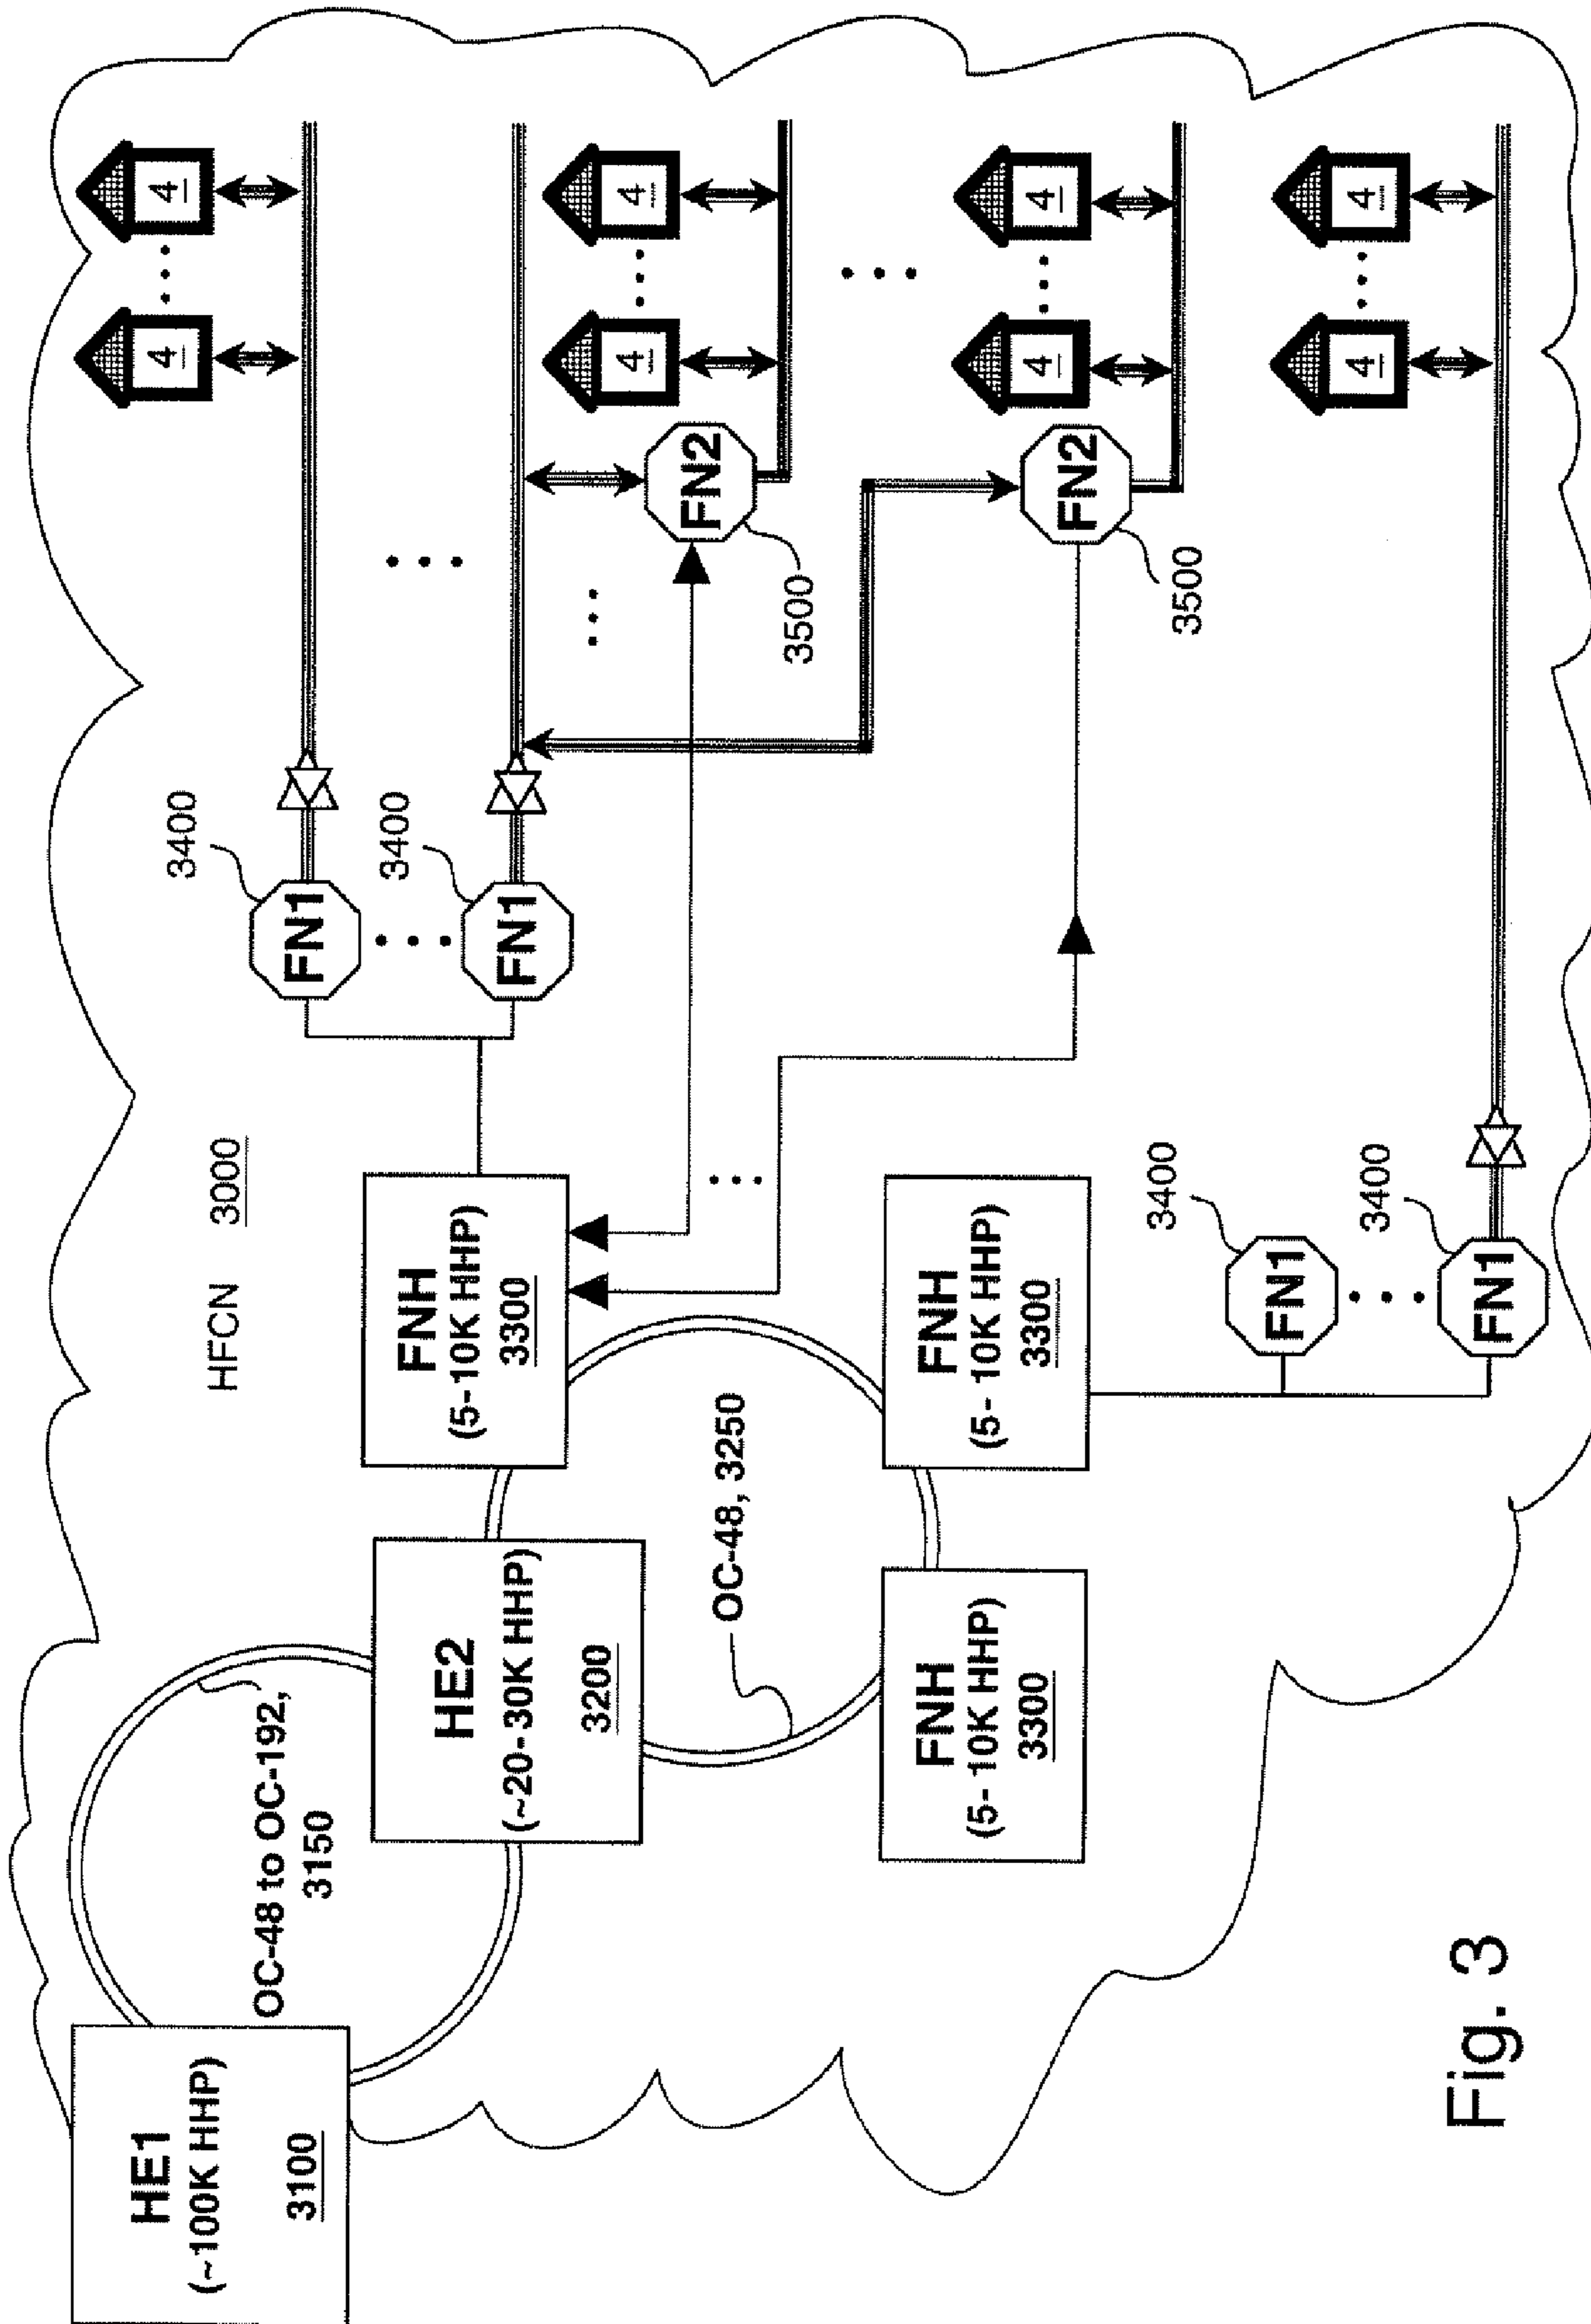 HFCN 3000
HE1
(~100K HHP)
3100
OC-48 to OC-192,
3150
HE2
(~20-30K HHP)
3200
OC-48, 3250
FNH
(5-10K HHP)
3300
FNH
(5-10K HHP)
3300
FNH
(5-10K HHP)
3300
3400
FN1
3400
FN1
3400
FN1
3400
FN1
FN2
3500
FN2
3500
4
4
4
4
4
4
4
4
Fig. 3